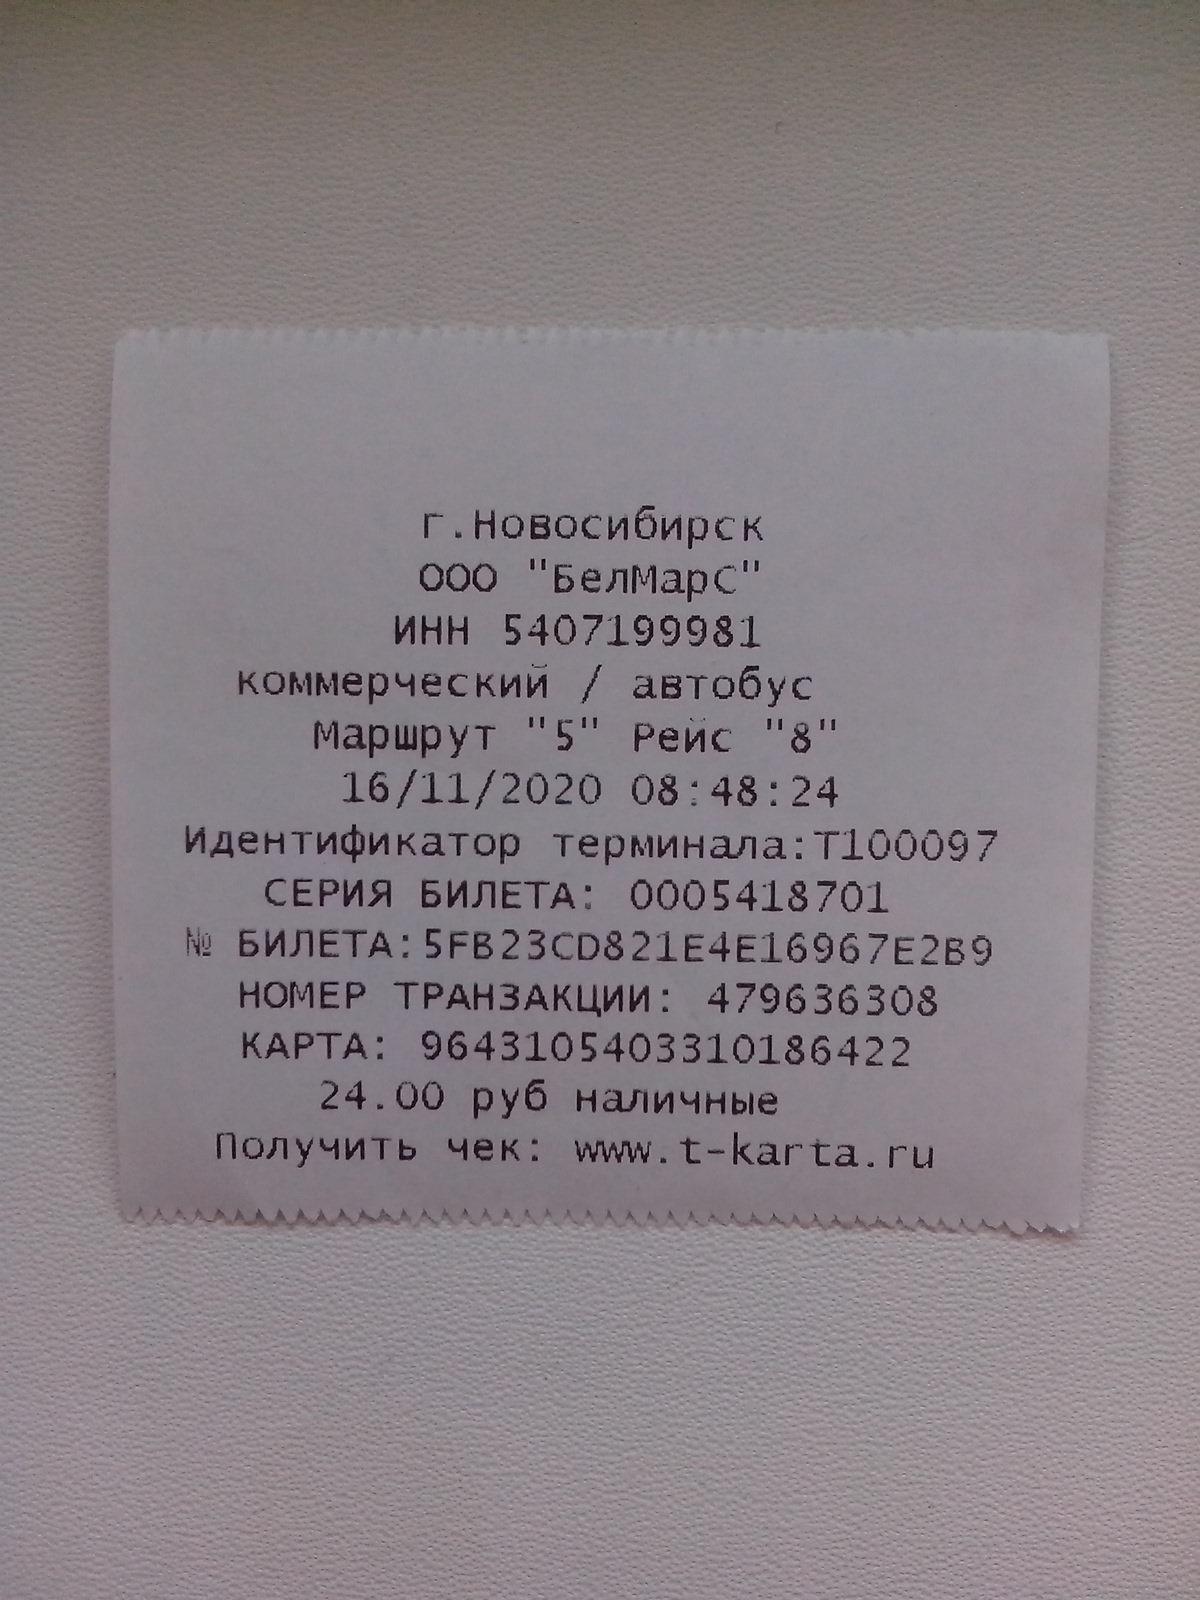 г.Новосибирск
ООО "БелМарС"
ИНН 5407199981
коммерческий / автобус
Маршрут "5" Рейс "8"
16/11/2020 08:48:24
Идентификатор терминала:Т100097
СЕРИЯ БИЛЕТА: 0005418701
№ БИЛЕТА:5FB23CD821E4E16967E2B9
НОМЕР ТРАНЗАКЦИИ: 479636308
КАРТА: 9643105403310186422
24.00 руб наличные
Получить чек: www.t-karta.ru